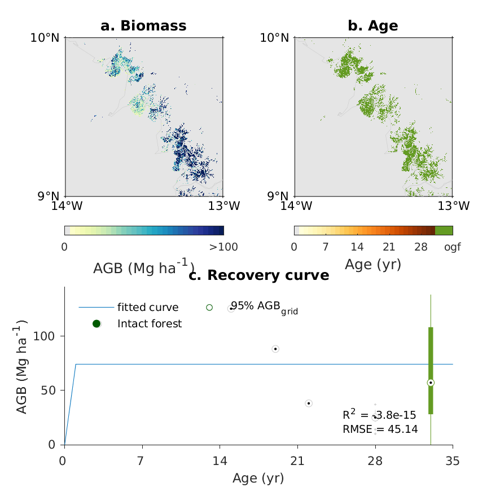 a. Biomass
b. Age
10°N
9°N
14°W
13°W
10°N
9°N
14°W
13°W
0
>100
AGB (Mg ha⁻¹)
0
7
14
21
28
ogf
Age (yr)
c. Recovery curve
fitted curve
95% AGB_grid
Intact forest
R² = -3.8e-15
RMSE = 45.14
AGB (Mg ha⁻¹)
100
50
0
0
7
14
21
28
35
Age (yr)